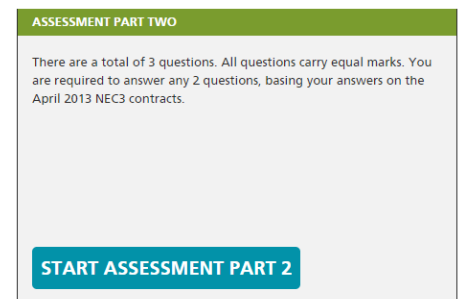 ASSESSMENT PART TWO
There are a total of 3 questions. All questions carry equal marks. You
are required to answer any 2 questions, basing your answers on the
April 2013 NEC3 contracts.
START ASSESSMENT PART 2